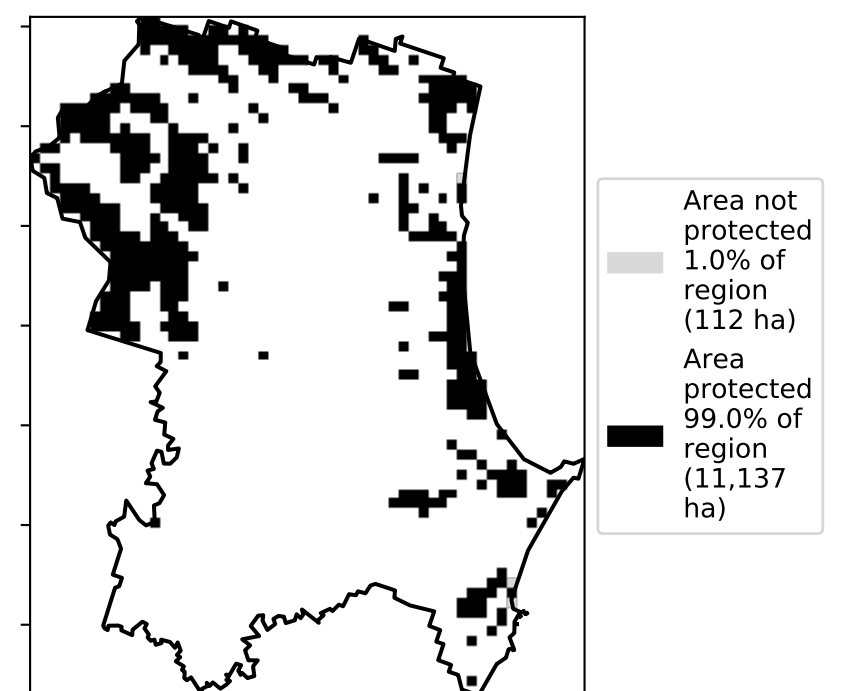 Area not
protected
1.0% of
region
(112 ha)
Area
protected
99.0% of
region
(11,137
ha)